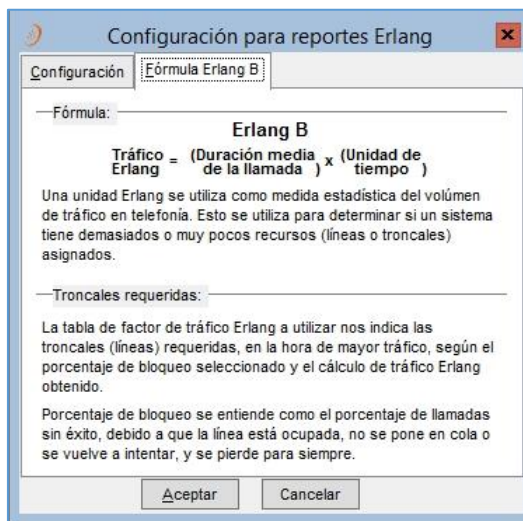 Configuración para reportes Erlang
Configuración
Fórmula Erlang B
Fórmula:
Erlang B
Tráfico Erlang = (Duración media de la llamada) x (Unidad de tiempo)
Una unidad Erlang se utiliza como medida estadística del volúmen
de tráfico en telefonía. Esto se utiliza para determinar si un sistema
tiene demasiados o muy pocos recursos (líneas o troncales)
asignados.
Troncales requeridas:
La tabla de factor de tráfico Erlang a utilizar nos indica las
troncales (líneas) requeridas, en la hora de mayor tráfico, según el
porcentaje de bloqueo seleccionado y el cálculo de tráfico Erlang
obtenido.
Porcentaje de bloqueo se entiende como el porcentaje de llamadas
sin éxito, debido a que la línea está ocupada, no se pone en cola o
se vuelve a intentar, y se pierde para siempre.
Aceptar
Cancelar